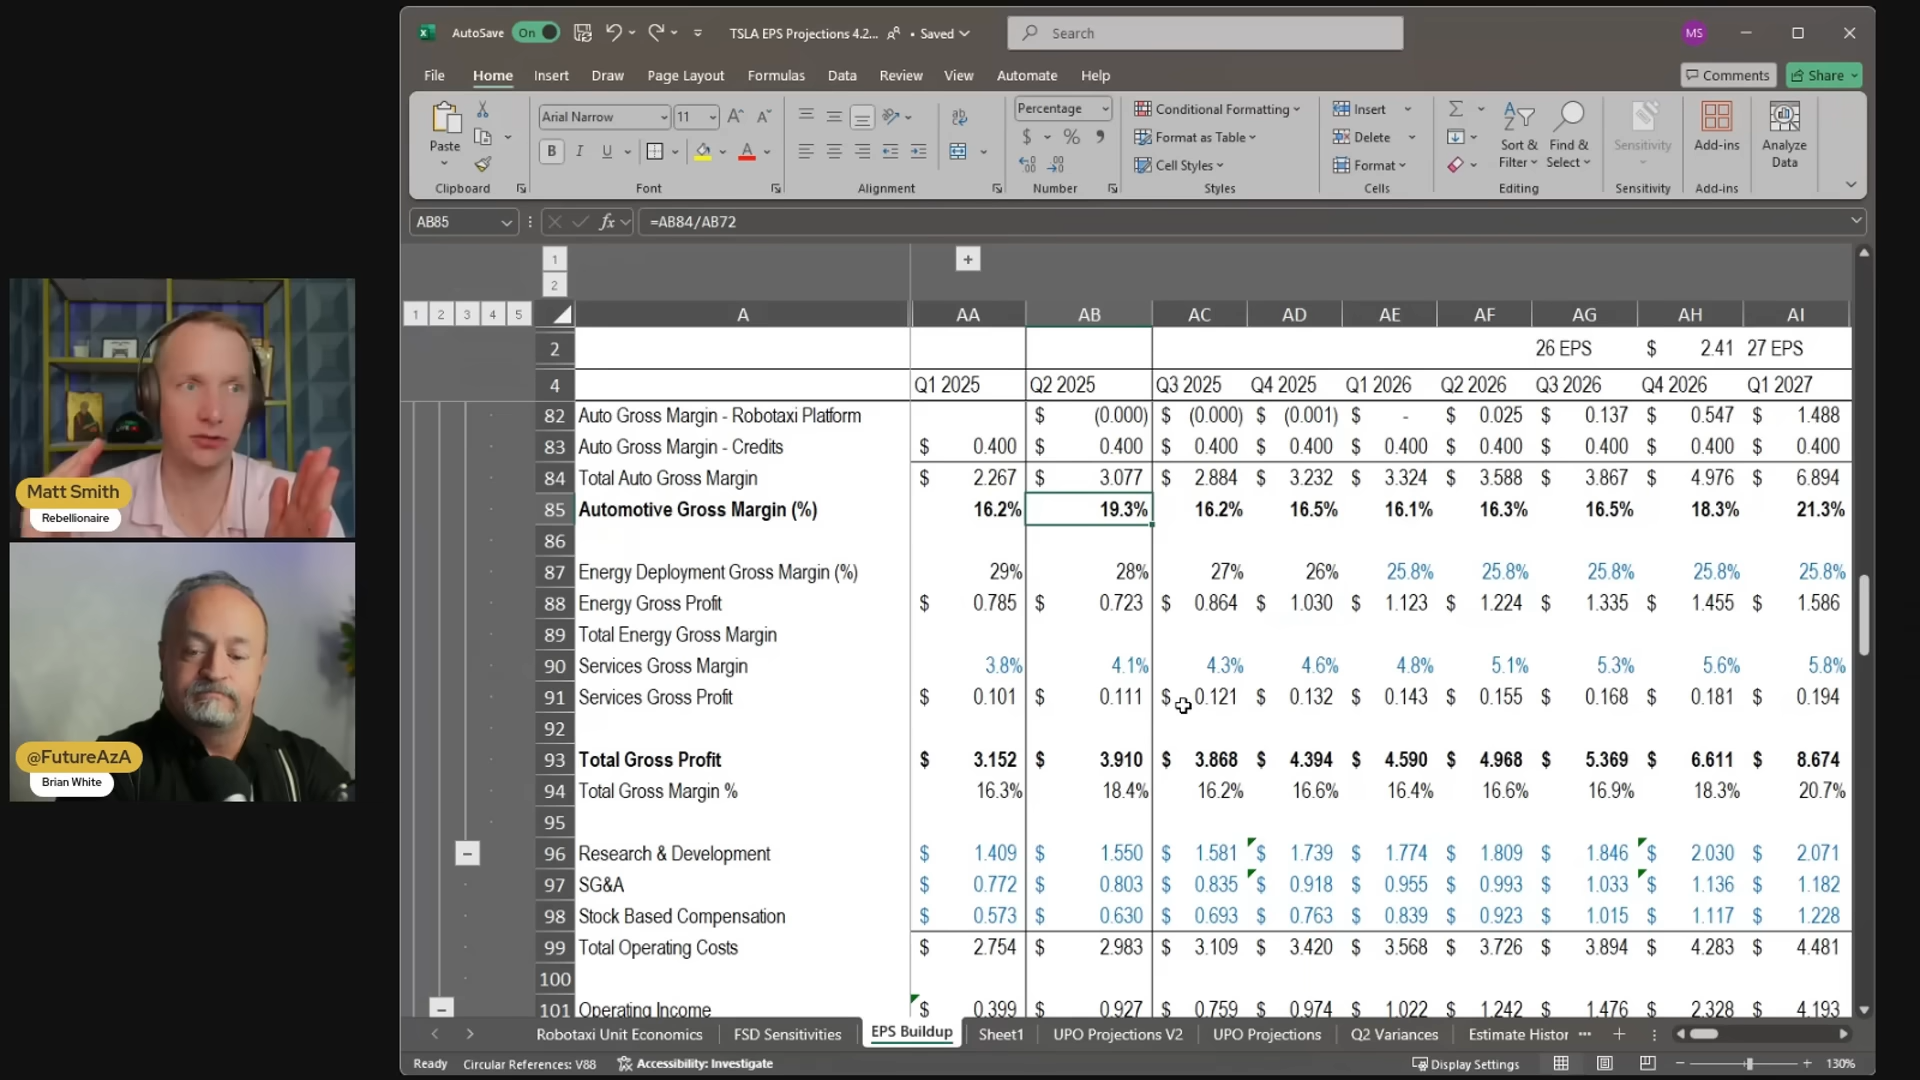 AutoSave On TSLA EPS Projections 4.2... • Saved Search MS
File Home Insert Draw Page Layout Formulas Data Review View Automate Help Comments Share
Paste Arial Narrow 11 Percentage Conditional Formatting Insert
$ % Format as Table Delete Sort & Filter Find & Select Sensitivity Add-ins Analyze Data
B I U A Cell Styles Format
Clipboard Font Alignment Number Styles Cells Editing Sensitivity Add-ins
AB85 fx =AB84/AB72
1 +
2
1 2 3 4 5 A AA AB AC AD AE AF AG AH AI
2 26 EPS $ 2.41 27 EPS
4 Q1 2025 Q2 2025 Q3 2025 Q4 2025 Q1 2026 Q2 2026 Q3 2026 Q4 2026 Q1 2027
82 Auto Gross Margin - Robotaxi Platform $ (0.000) $ (0.000) $ (0.001) $ - $ 0.025 $ 0.137 $ 0.547 $ 1.488
83 Auto Gross Margin - Credits $ 0.400 $ 0.400 $ 0.400 $ 0.400 $ 0.400 $ 0.400 $ 0.400 $ 0.400 $ 0.400
84 Total Auto Gross Margin $ 2.267 $ 3.077 $ 2.884 $ 3.232 $ 3.324 $ 3.588 $ 3.867 $ 4.976 $ 6.894
85 Automotive Gross Margin (%) 16.2% 19.3% 16.2% 16.5% 16.1% 16.3% 16.5% 18.3% 21.3%
86
87 Energy Deployment Gross Margin (%) 29% 28% 27% 26% 25.8% 25.8% 25.8% 25.8% 25.8%
88 Energy Gross Profit $ 0.785 $ 0.723 $ 0.864 $ 1.030 $ 1.123 $ 1.224 $ 1.335 $ 1.455 $ 1.586
89 Total Energy Gross Margin
90 Services Gross Margin 3.8% 4.1% 4.3% 4.6% 4.8% 5.1% 5.3% 5.6% 5.8%
91 Services Gross Profit $ 0.101 $ 0.111 $ 0.121 $ 0.132 $ 0.143 $ 0.155 $ 0.168 $ 0.181 $ 0.194
92
93 Total Gross Profit $ 3.152 $ 3.910 $ 3.868 $ 4.394 $ 4.590 $ 4.968 $ 5.369 $ 6.611 $ 8.674
94 Total Gross Margin % 16.3% 18.4% 16.2% 16.6% 16.4% 16.6% 16.9% 18.3% 20.7%
95
96 Research & Development $ 1.409 $ 1.550 $ 1.581 $ 1.739 $ 1.774 $ 1.809 $ 1.846 $ 2.030 $ 2.071
97 SG&A $ 0.772 $ 0.803 $ 0.835 $ 0.918 $ 0.955 $ 0.993 $ 1.033 $ 1.136 $ 1.182
98 Stock Based Compensation $ 0.573 $ 0.630 $ 0.693 $ 0.763 $ 0.839 $ 0.923 $ 1.015 $ 1.117 $ 1.228
99 Total Operating Costs $ 2.754 $ 2.983 $ 3.109 $ 3.420 $ 3.568 $ 3.726 $ 3.894 $ 4.283 $ 4.481
100
101 Operating Income $ 0.399 $ 0.927 $ 0.759 $ 0.974 $ 1.022 $ 1.242 $ 1.476 $ 2.328 $ 4.193
Robotaxi Unit Economics FSD Sensitivities EPS Buildup Sheet1 UPO Projections V2 UPO Projections Q2 Variances Estimate Histor ... +
Ready Circular References: V88 Accessibility: Investigate Display Settings 130%
Matt Smith
Rebellionaire
@FutureAzA
Brian White